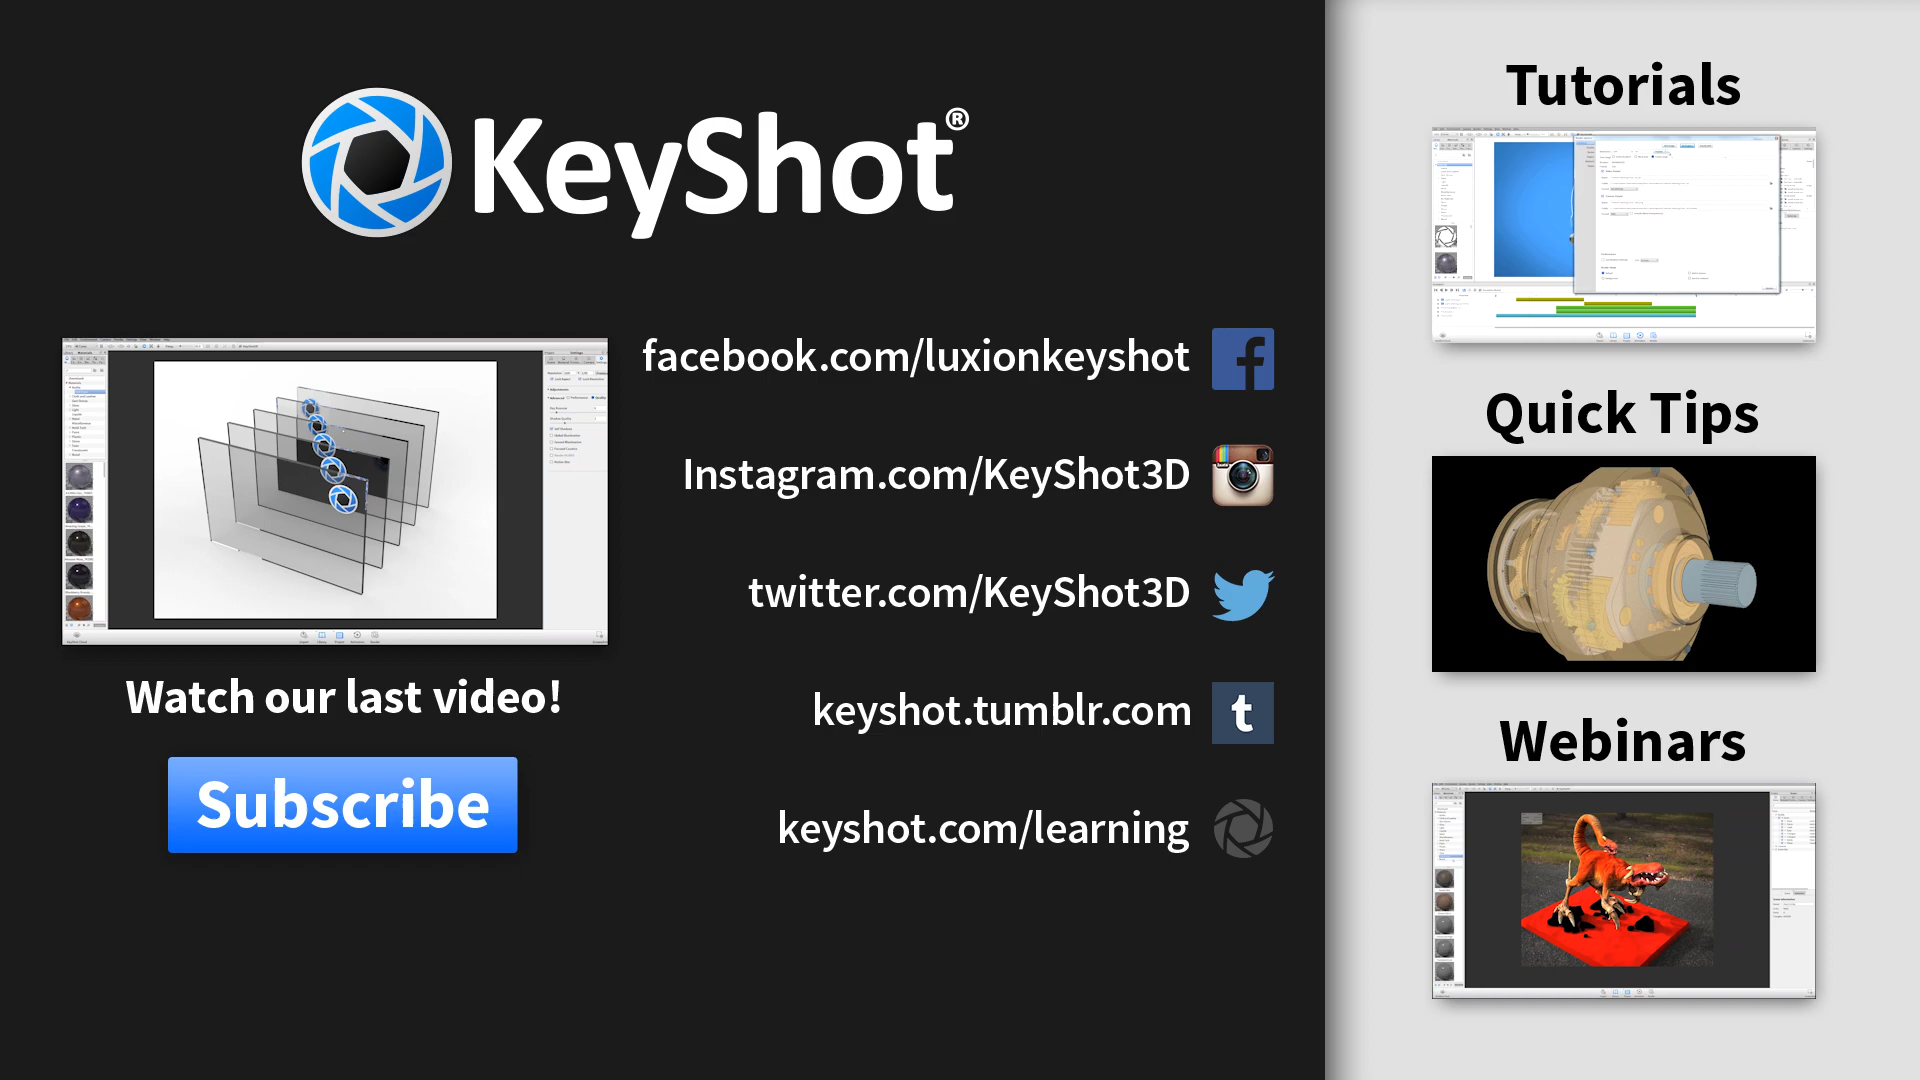 KeyShot®
facebook.com/luxionkeyshot
Instagram.com/KeyShot3D
twitter.com/KeyShot3D
keyshot.tumblr.com
keyshot.com/learning
Watch our last video!
Subscribe
Tutorials
Quick Tips
Webinars